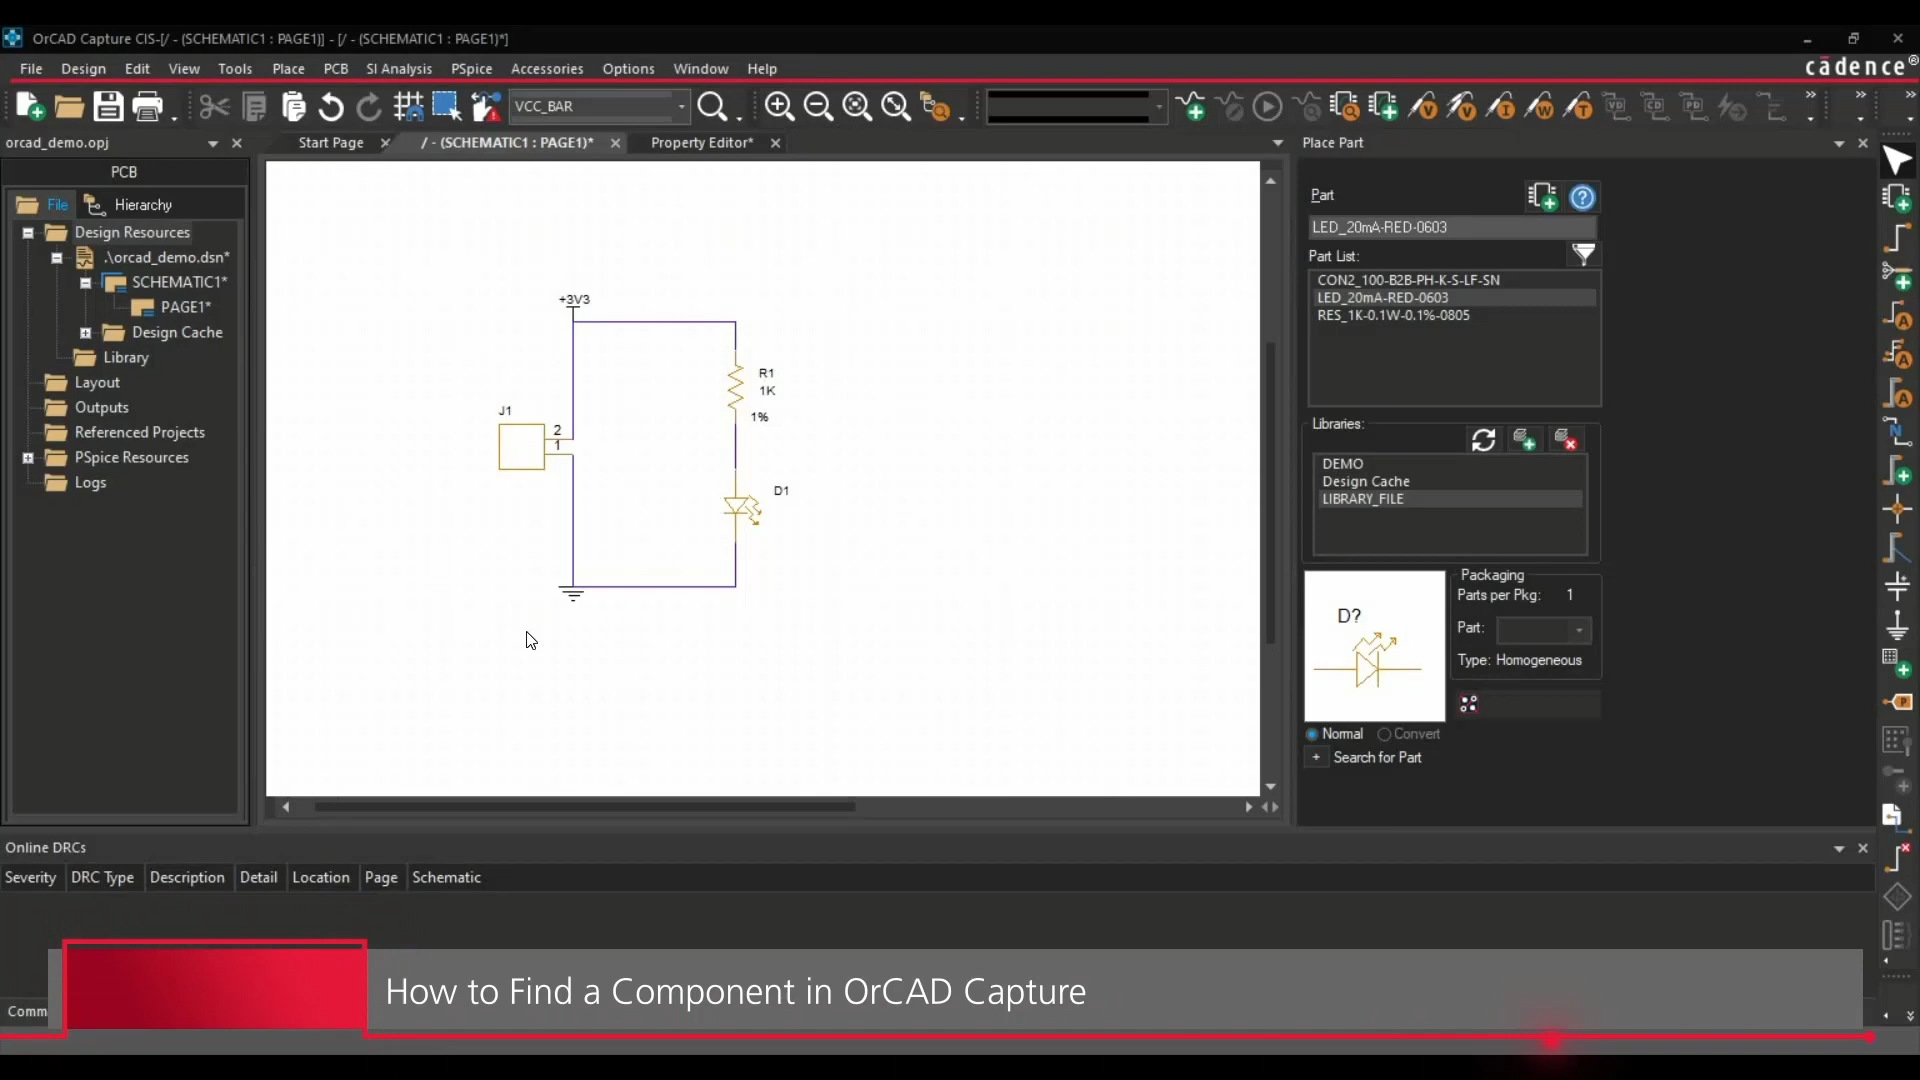 OrCAD Capture CIS-[/ - (SCHEMATIC1 : PAGE1)] - [/ - (SCHEMATIC1 : PAGE1)*]
File Design Edit View Tools Place PCB SI Analysis PSpice Accessories Options Window Help
cādence®
VCC_BAR
orcad_demo.opj
Start Page
/ - (SCHEMATIC1 : PAGE1)*
Property Editor*
Place Part
PCB
File
Hierarchy
Design Resources
.\orcad_demo.dsn*
SCHEMATIC1*
PAGE1*
Design Cache
Library
Layout
Outputs
Referenced Projects
PSpice Resources
Logs
+3V3
R1
1K
1%
J1
2
1
D1
Part
LED_20mA-RED-0603
Part List:
CON2_100-B2B-PH-K-S-LF-SN
LED_20mA-RED-0603
RES_1K-0.1W-0.1%-0805
Libraries:
DEMO
Design Cache
LIBRARY_FILE
D?
Packaging
Parts per Pkg: 1
Part:
Type: Homogeneous
Normal Convert
+ Search for Part
Online DRCs
Severity DRC Type Description Detail Location Page Schematic
How to Find a Component in OrCAD Capture
Comm